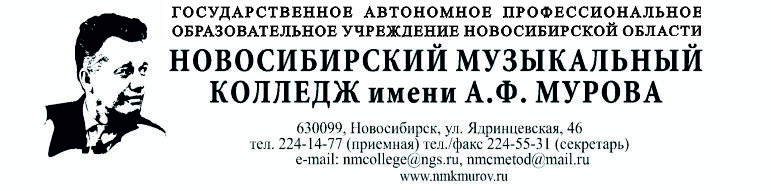 ГОСУДАРСТВЕННОЕ АВТОНОМНОЕ ПРОФЕССИОНАЛЬНОЕ
ОБРАЗОВАТЕЛЬНОЕ УЧРЕЖДЕНИЕ НОВОСИБИРСКОЙ ОБЛАСТИ
НОВОСИБИРСКИЙ МУЗЫКАЛЬНЫЙ
КОЛЛЕДЖ имени А.Ф. МУРОВА
630099, Новосибирск, ул. Ядринцевская, 46
тел. 224-14-77 (приемная) тел./факс 224-55-31 (секретарь)
e-mail: nmcollege@ngs.ru, nmcmetod@mail.ru
www.nmkmurov.ru